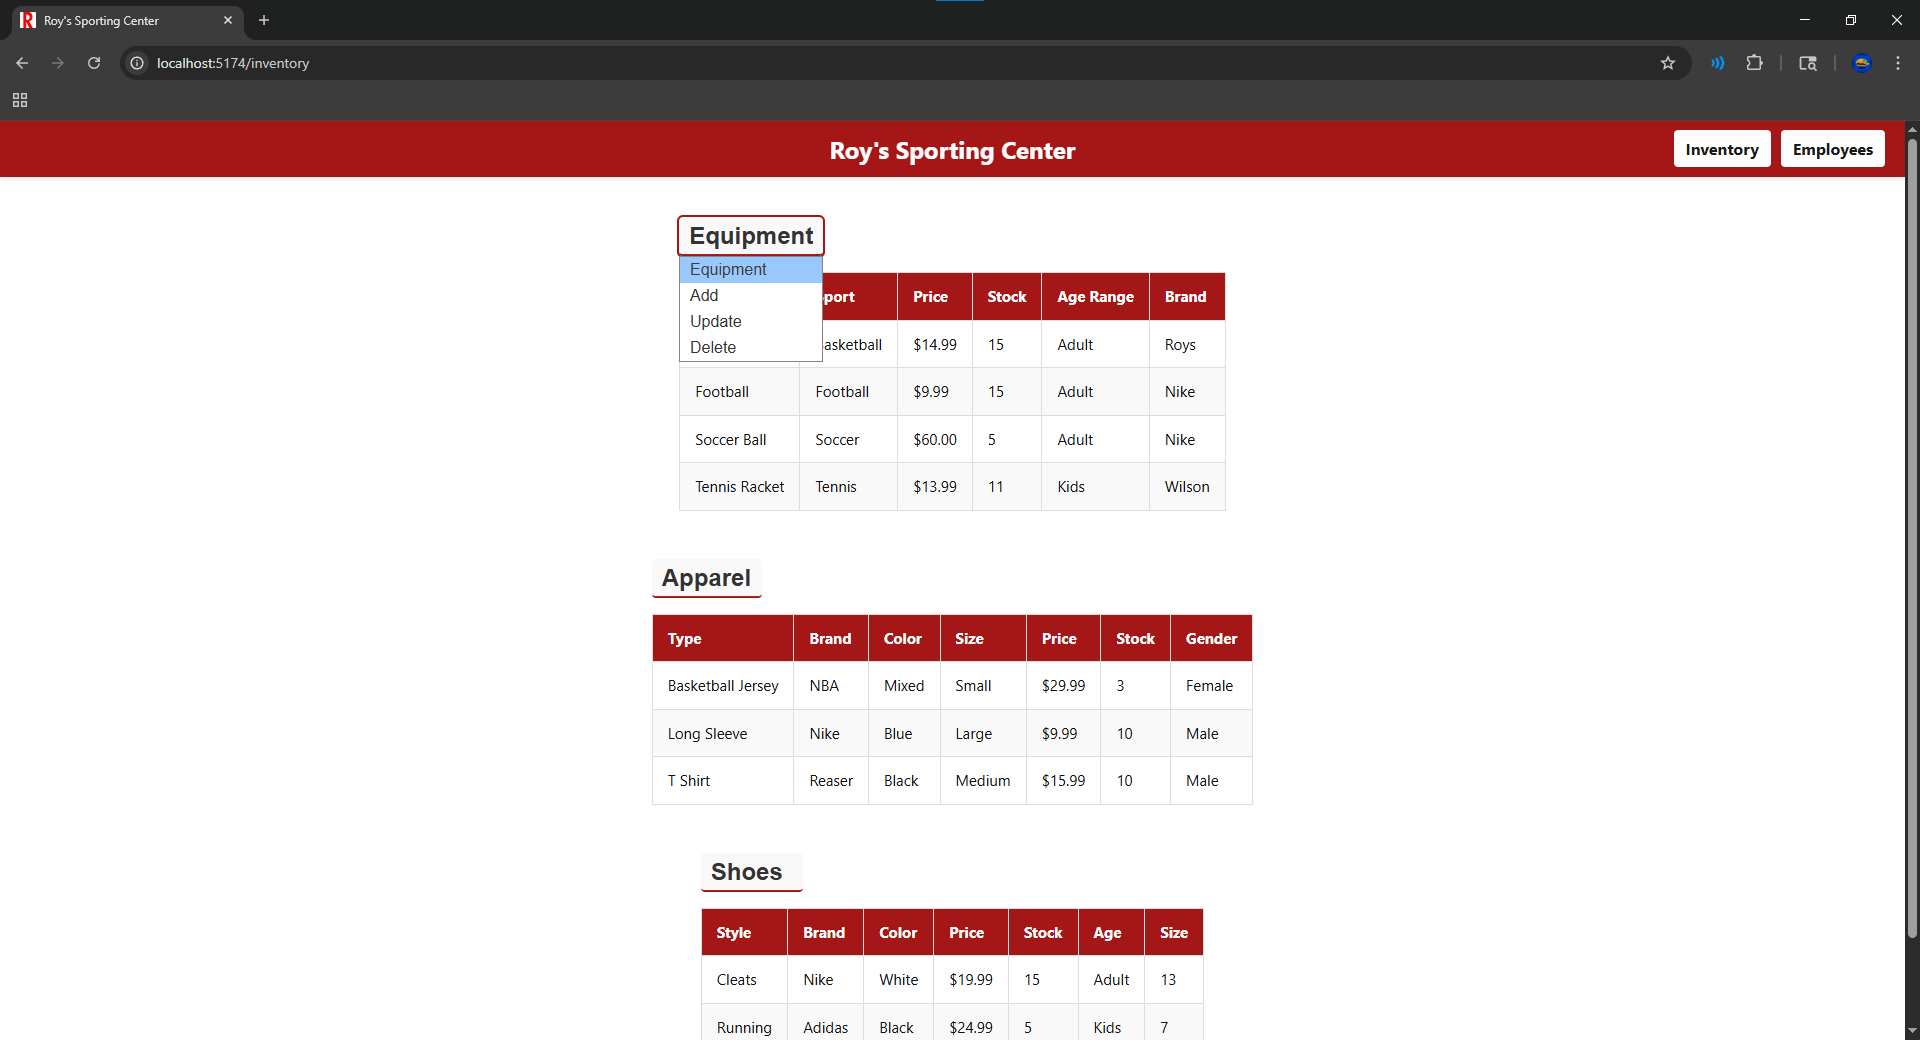 Roy's Sporting Center
localhost:5174/inventory
Roy's Sporting Center
Inventory Employees
Equipment
Equipment
Add
Update
Delete
port Price Stock Age Range Brand
asketball $14.99 15 Adult Roys
Football Football $9.99 15 Adult Nike
Soccer Ball Soccer $60.00 5 Adult Nike
Tennis Racket Tennis $13.99 11 Kids Wilson
Apparel
Type Brand Color Size Price Stock Gender
Basketball Jersey NBA Mixed Small $29.99 3 Female
Long Sleeve Nike Blue Large $9.99 10 Male
T Shirt Reaser Black Medium $15.99 10 Male
Shoes
Style Brand Color Price Stock Age Size
Cleats Nike White $19.99 15 Adult 13
Running Adidas Black $24.99 5 Kids 7